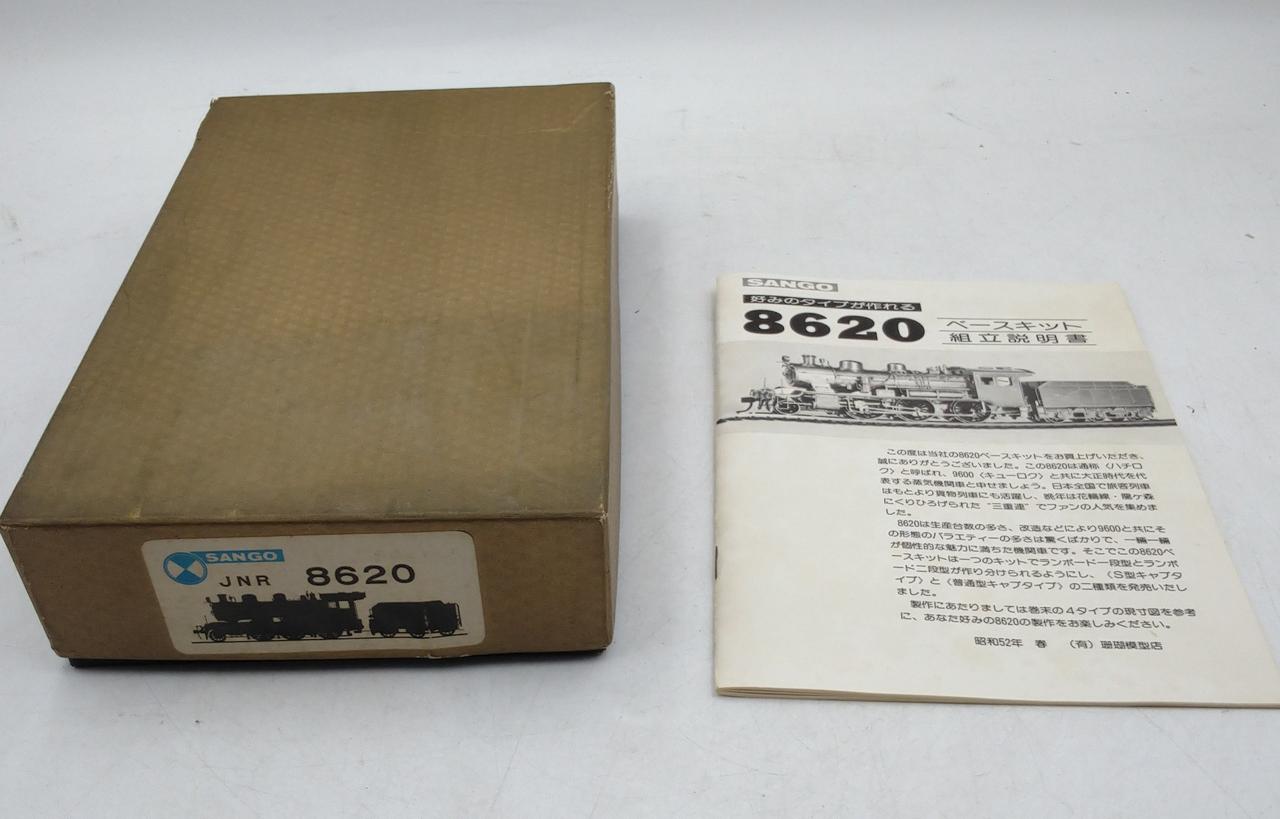 SANGO
JNR 8620
SANGO
好みのタイプが作れる
8620
ベースキット
組立説明書
この度は当社の8620ベースキットをお買上げいただき、
誠にありがとうございました。この8620は通称〈ハチロ
ク〉と呼ばれ、9600〈キューロク〉と共に大正時代を代
表する蒸気機関車と申せましょう。日本全国で旅客列車
はもとより貨物列車にも活躍し、晩年は花輪線・龍ヶ森
にくりひろげられた“三重連”でファンの人気を集めま
した。
8620は生産台数の多さ、改造などにより9600と共にそ
の形態のバラエティーの多さは驚くばかりで、一輛一輛
が個性的な魅力に満ちた機関車です。そこでこの8620ベ
ースキットは一つのキットでランボード一段型とランボ
ード二段型が作り分けられるようにし、〈S型キャブタ
イプ〉と〈普通型キャブタイプ〉の二種類を発売いたし
ました。
製作にあたりましては巻末の4タイプの現寸図を参考
に、あなた好みの8620の製作をお楽しみください。
昭和52年 春 (有)珊瑚模型店